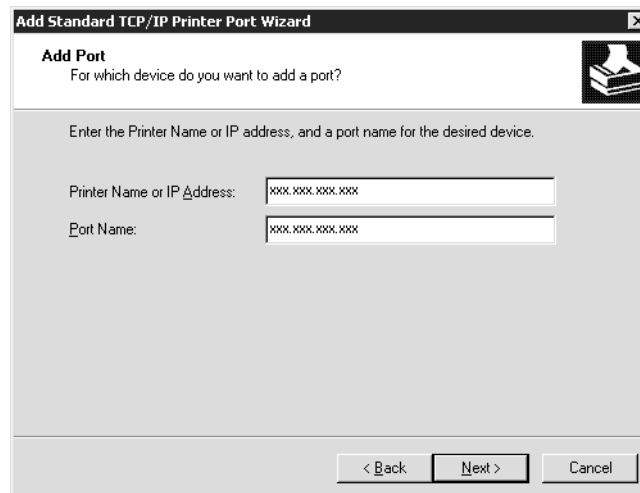 Add Standard TCP/IP Printer Port Wizard
Add Port
For which device do you want to add a port?
Enter the Printer Name or IP address, and a port name for the desired device.
Printer Name or IP Address: xxx.xxx.xxx.xxx
Port Name: xxx.xxx.xxx.xxx
< Back Next > Cancel